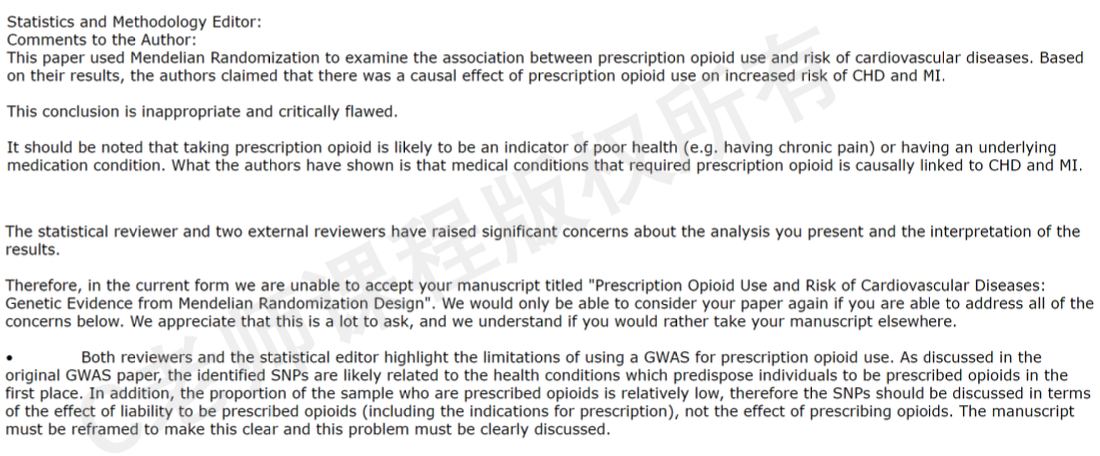 Statistics and Methodology Editor:
Comments to the Author:
This paper used Mendelian Randomization to examine the association between prescription opioid use and risk of cardiovascular diseases. Based
on their results, the authors claimed that there was a causal effect of prescription opioid use on increased risk of CHD and MI.
This conclusion is inappropriate and critically flawed.
It should be noted that taking prescription opioid is likely to be an indicator of poor health (e.g. having chronic pain) or having an underlying
medication condition. What the authors have shown is that medical conditions that required prescription opioid is causally linked to CHD and MI.
The statistical reviewer and two external reviewers have raised significant concerns about the analysis you present and the interpretation of the
results.
Therefore, in the current form we are unable to accept your manuscript titled "Prescription Opioid Use and Risk of Cardiovascular Diseases:
Genetic Evidence from Mendelian Randomization Design". We would only be able to consider your paper again if you are able to address all of the
concerns below. We appreciate that this is a lot to ask, and we understand if you would rather take your manuscript elsewhere.
• Both reviewers and the statistical editor highlight the limitations of using a GWAS for prescription opioid use. As discussed in the
original GWAS paper, the identified SNPs are likely related to the health conditions which predispose individuals to be prescribed opioids in the
first place. In addition, the proportion of the sample who are prescribed opioids is relatively low, therefore the SNPs should be discussed in terms
of the effect of liability to be prescribed opioids (including the indications for prescription), not the effect of prescribing opioids. The manuscript
must be reframed to make this clear and this problem must be clearly discussed.
C老师课程版权所有